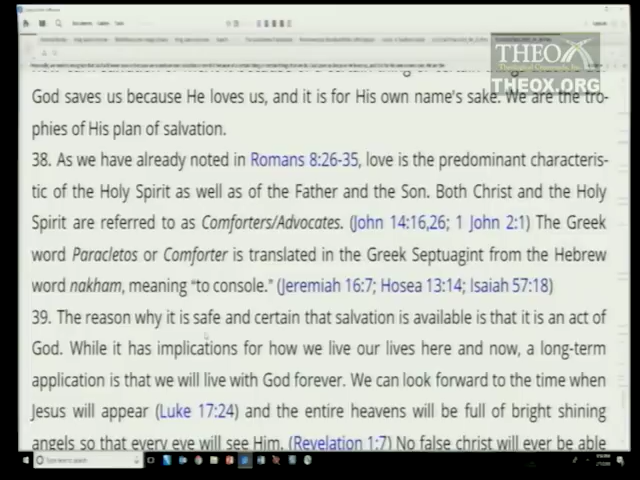 THEOX
THEOX.ORG
God saves us because He loves us, and it is for His own name's sake. We are the tro-
phies of His plan of salvation.
38. As we have already noted in Romans 8:26-35, love is the predominant characteris-
tic of the Holy Spirit as well as of the Father and the Son. Both Christ and the Holy
Spirit are referred to as Comforters/Advocates. (John 14:16,26; 1 John 2:1) The Greek
word Paracletos or Comforter is translated in the Greek Septuagint from the Hebrew
word nakham, meaning “to console.” (Jeremiah 16:7; Hosea 13:14; Isaiah 57:18)
39. The reason why it is safe and certain that salvation is available is that it is an act of
God. While it has implications for how we live our lives here and now, a long-term
application is that we will live with God forever. We can look forward to the time when
Jesus will appear (Luke 17:24) and the entire heavens will be full of bright shining
angels so that every eye will see Him. (Revelation 1:7) No false christ will ever be able